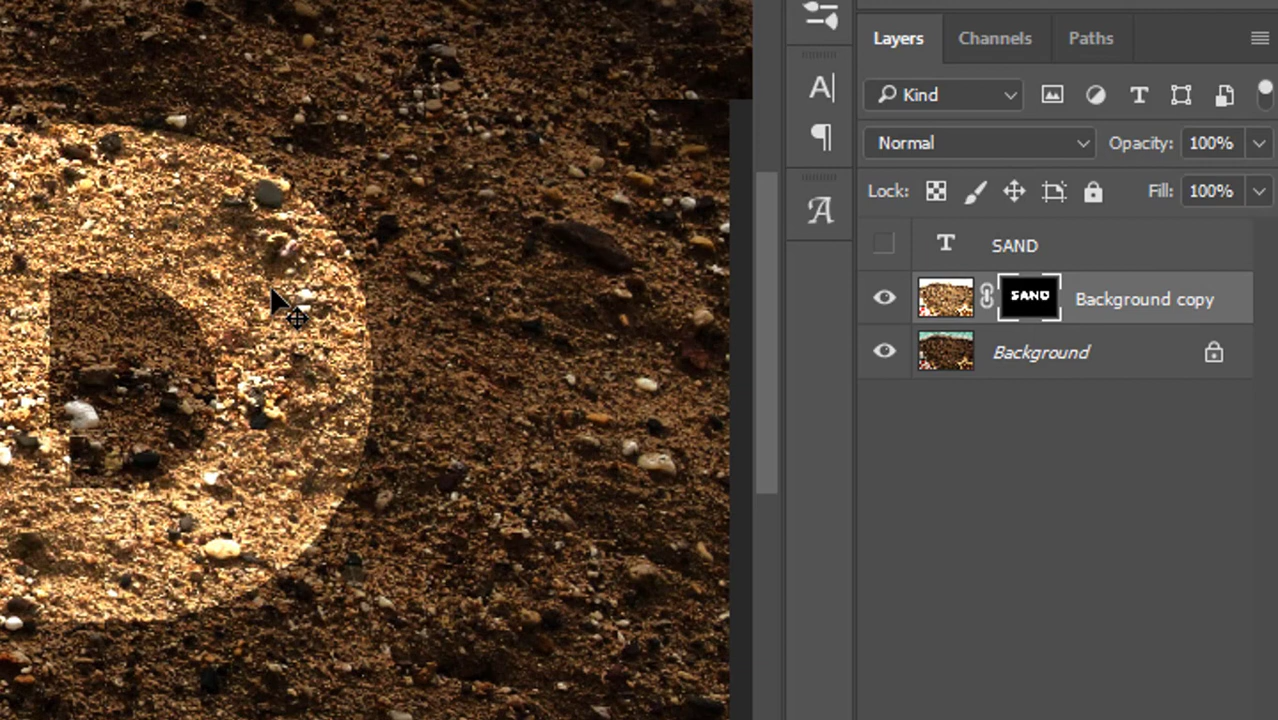 Layers Channels Paths
Kind
Normal Opacity: 100%
Lock: Fill: 100%
SAND
SAND Background copy
Background
D